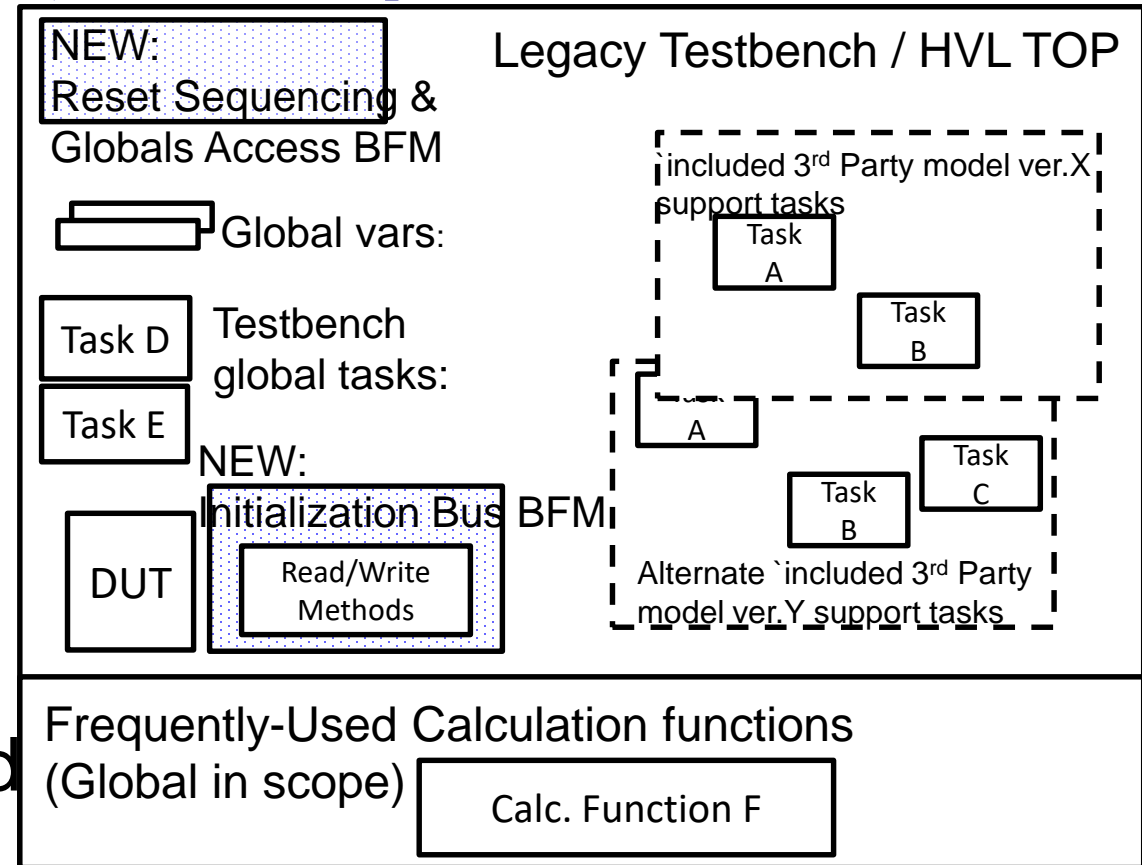 NEW:
Reset Sequencing &
Globals Access BFM
Legacy Testbench / HVL TOP
Global vars:
Task D
Task E
Testbench
global tasks:
NEW:
Initialization Bus BFM
DUT
Read/Write
Methods
`included 3rd Party model ver.X
support tasks
Task
A
Task
B
A
Task
B
Task
C
Alternate `included 3rd Party
model ver.Y support tasks
Frequently-Used Calculation functions
(Global in scope)
Calc. Function F